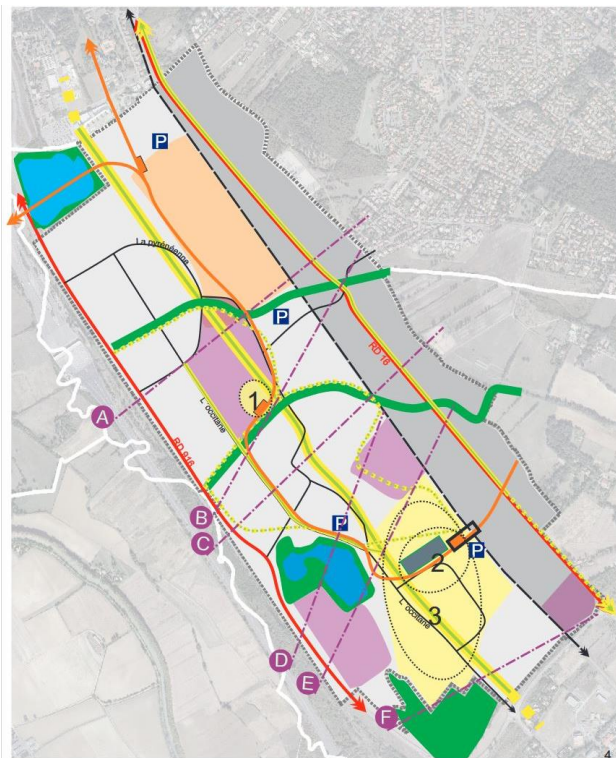 P
La pyrénéenne
P
RD 16
1
A
L' occitane
RD 916
B
C
P
P
2
3
L' occitane
D
E
F
4